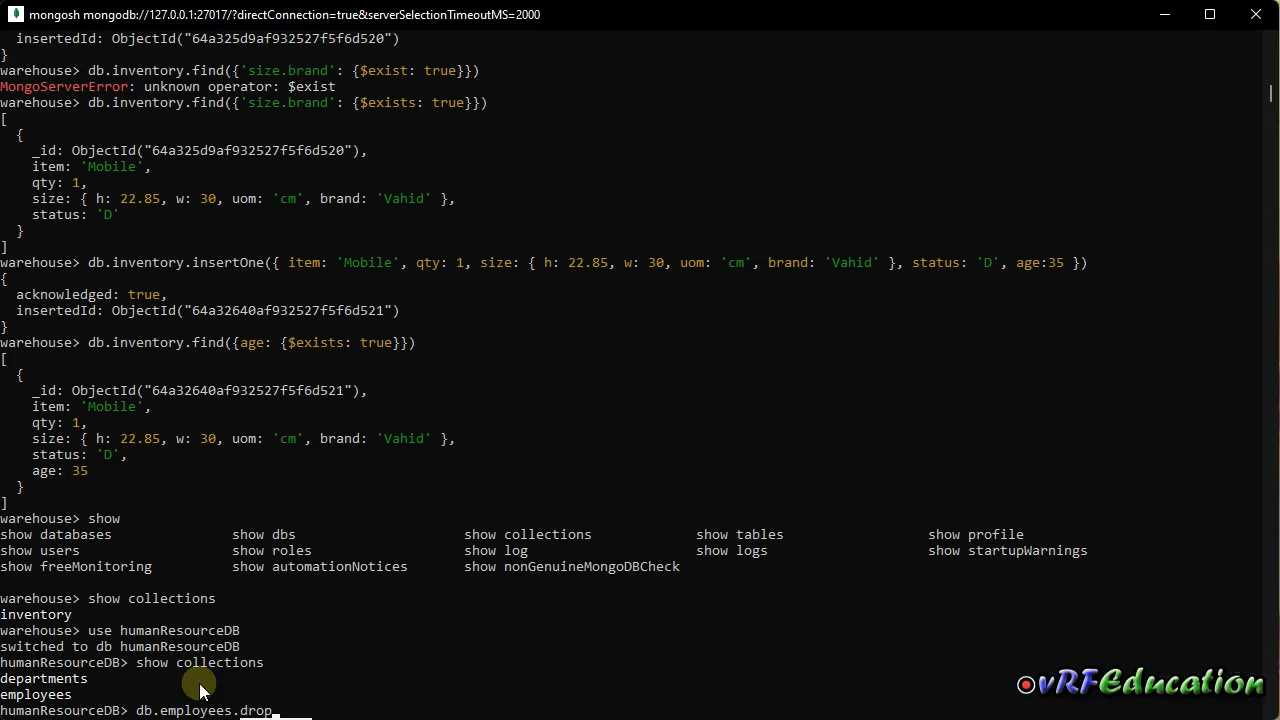 mongosh mongodb://127.0.0.1:27017/?directConnection=true&serverSelectionTimeoutMS=2000
  insertedId: ObjectId("64a325d9af932527f5f6d520")
}
warehouse> db.inventory.find({'size.brand': {$exist: true}})
MongoServerError: unknown operator: $exist
warehouse> db.inventory.find({'size.brand': {$exists: true}})
[
  {
    _id: ObjectId("64a325d9af932527f5f6d520"),
    item: 'Mobile',
    qty: 1,
    size: { h: 22.85, w: 30, uom: 'cm', brand: 'Vahid' },
    status: 'D'
  }
]
warehouse> db.inventory.insertOne({ item: 'Mobile', qty: 1, size: { h: 22.85, w: 30, uom: 'cm', brand: 'Vahid' }, status: 'D', age:35 })
{
  acknowledged: true,
  insertedId: ObjectId("64a32640af932527f5f6d521")
}
warehouse> db.inventory.find({age: {$exists: true}})
[
  {
    _id: ObjectId("64a32640af932527f5f6d521"),
    item: 'Mobile',
    qty: 1,
    size: { h: 22.85, w: 30, uom: 'cm', brand: 'Vahid' },
    status: 'D',
    age: 35
  }
]
warehouse> show
show databases show dbs show collections show tables show profile
show users show roles show log show logs show startupWarnings
show freeMonitoring show automationNotices show nonGenuineMongoDBCheck
warehouse> show collections
inventory
warehouse> use humanResourceDB
switched to db humanResourceDB
humanResourceDB> show collections
departments
employees
humanResourceDB> db.employees.drop
vRFEducation